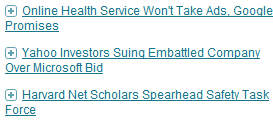 Online Health Service Won't Take Ads, Google
Promises
Yahoo Investors Suing Embattled Company
Over Microsoft Bid
Harvard Net Scholars Spearhead Safety Task
Force